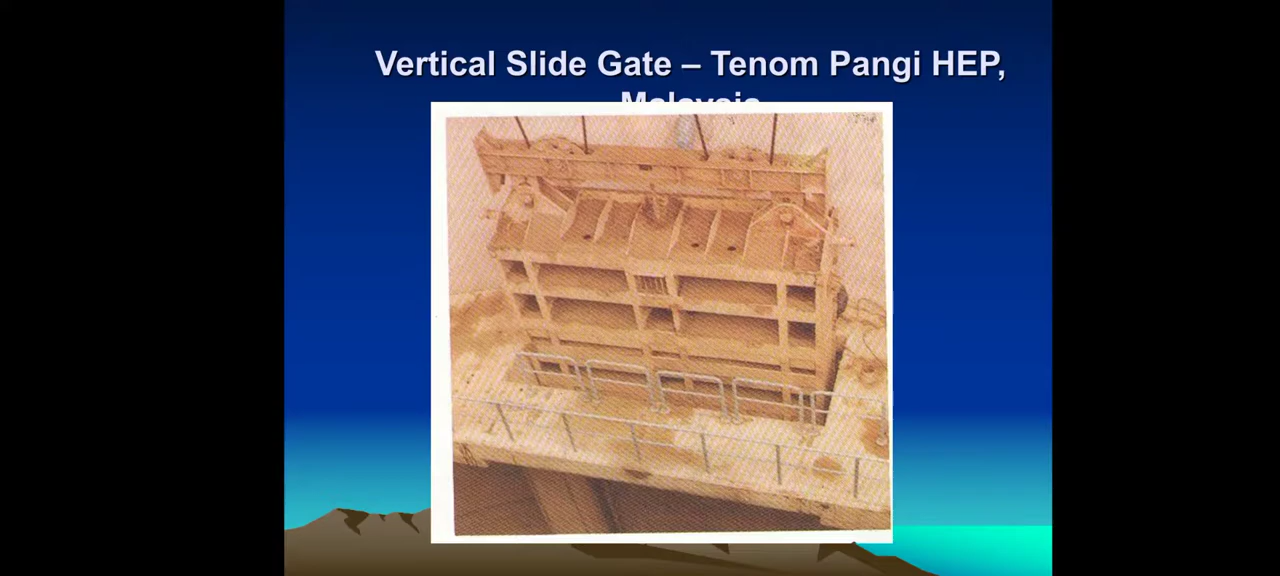 Vertical Slide Gate – Tenom Pangi HEP,
Malaysia